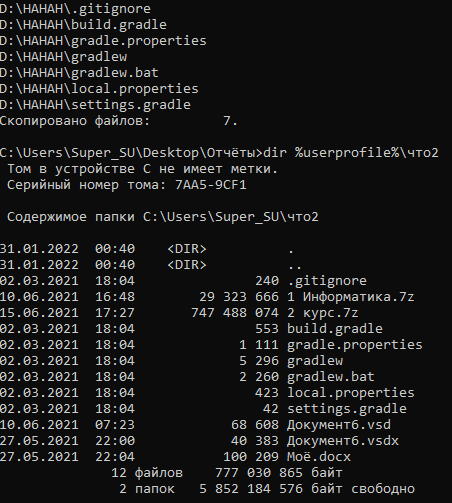 D:\HAHAH\.gitignore
D:\HAHAH\build.gradle
D:\HAHAH\gradle.properties
D:\HAHAH\gradlew
D:\HAHAH\gradlew.bat
D:\HAHAH\local.properties
D:\HAHAH\settings.gradle
Скопировано файлов:         7.
C:\Users\Super_SU\Desktop\Отчёты>dir %userprofile%\что2
 Том в устройстве C не имеет метки.
 Серийный номер тома: 7AA5-9CF1
 Содержимое папки C:\Users\Super_SU\что2
31.01.2022  00:40    <DIR>          .
31.01.2022  00:40    <DIR>          ..
02.03.2021  18:04               240 .gitignore
10.06.2021  16:48        29 323 666 1 Информатика.7z
15.06.2021  17:27       747 488 074 2 курс.7z
02.03.2021  18:04               553 build.gradle
02.03.2021  18:04             1 111 gradle.properties
02.03.2021  18:04             5 296 gradlew
02.03.2021  18:04             2 260 gradlew.bat
02.03.2021  18:04               423 local.properties
02.03.2021  18:04                42 settings.gradle
10.06.2021  07:23            68 608 Документ6.vsd
27.05.2021  22:00            40 383 Документ6.vsdx
27.05.2021  22:04           100 209 Моё.docx
              12 файлов    777 030 865 байт
               2 папок   5 852 184 576 байт свободно